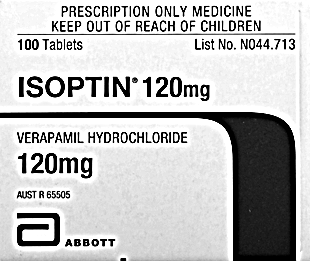 PRESCRIPTION ONLY MEDICINE
KEEP OUT OF REACH OF CHILDREN
100 Tablets List No. N044.713
ISOPTIN® 120mg
VERAPAMIL HYDROCHLORIDE
120mg
AUST R 65505
ABBOTT